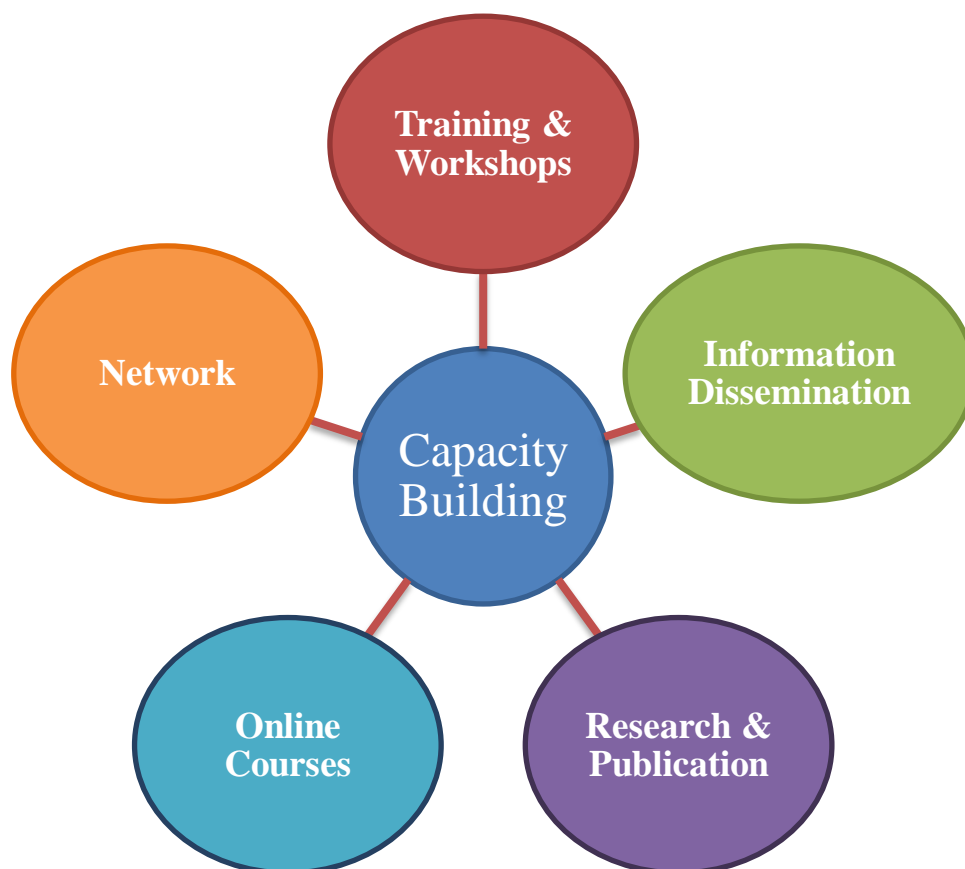 Training &
Workshops
Network
Information
Dissemination
Capacity
Building
Online
Courses
Research &
Publication